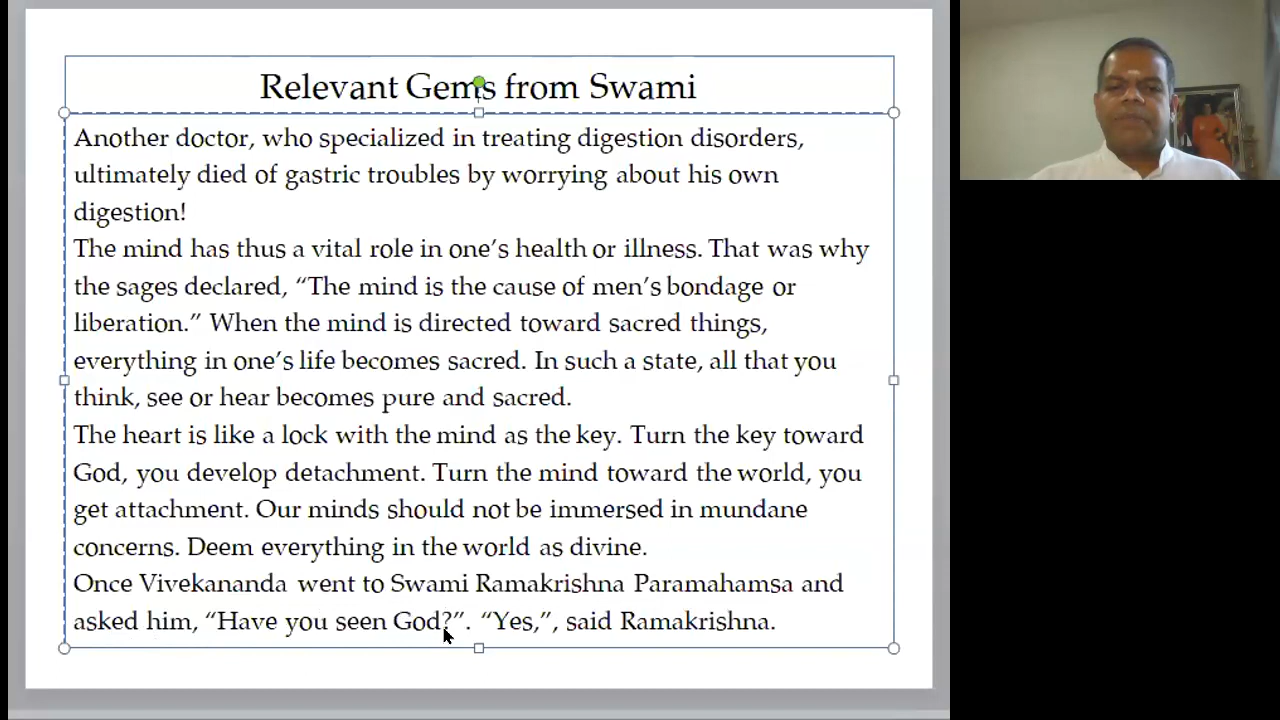 Relevant Gems from Swami
Another doctor, who specialized in treating digestion disorders,
ultimately died of gastric troubles by worrying about his own
digestion!
The mind has thus a vital role in one’s health or illness. That was why
the sages declared, “The mind is the cause of men’s bondage or
liberation.” When the mind is directed toward sacred things,
everything in one’s life becomes sacred. In such a state, all that you
think, see or hear becomes pure and sacred.
The heart is like a lock with the mind as the key. Turn the key toward
God, you develop detachment. Turn the mind toward the world, you
get attachment. Our minds should not be immersed in mundane
concerns. Deem everything in the world as divine.
Once Vivekananda went to Swami Ramakrishna Paramahamsa and
asked him, “Have you seen God?”. “Yes,”, said Ramakrishna.